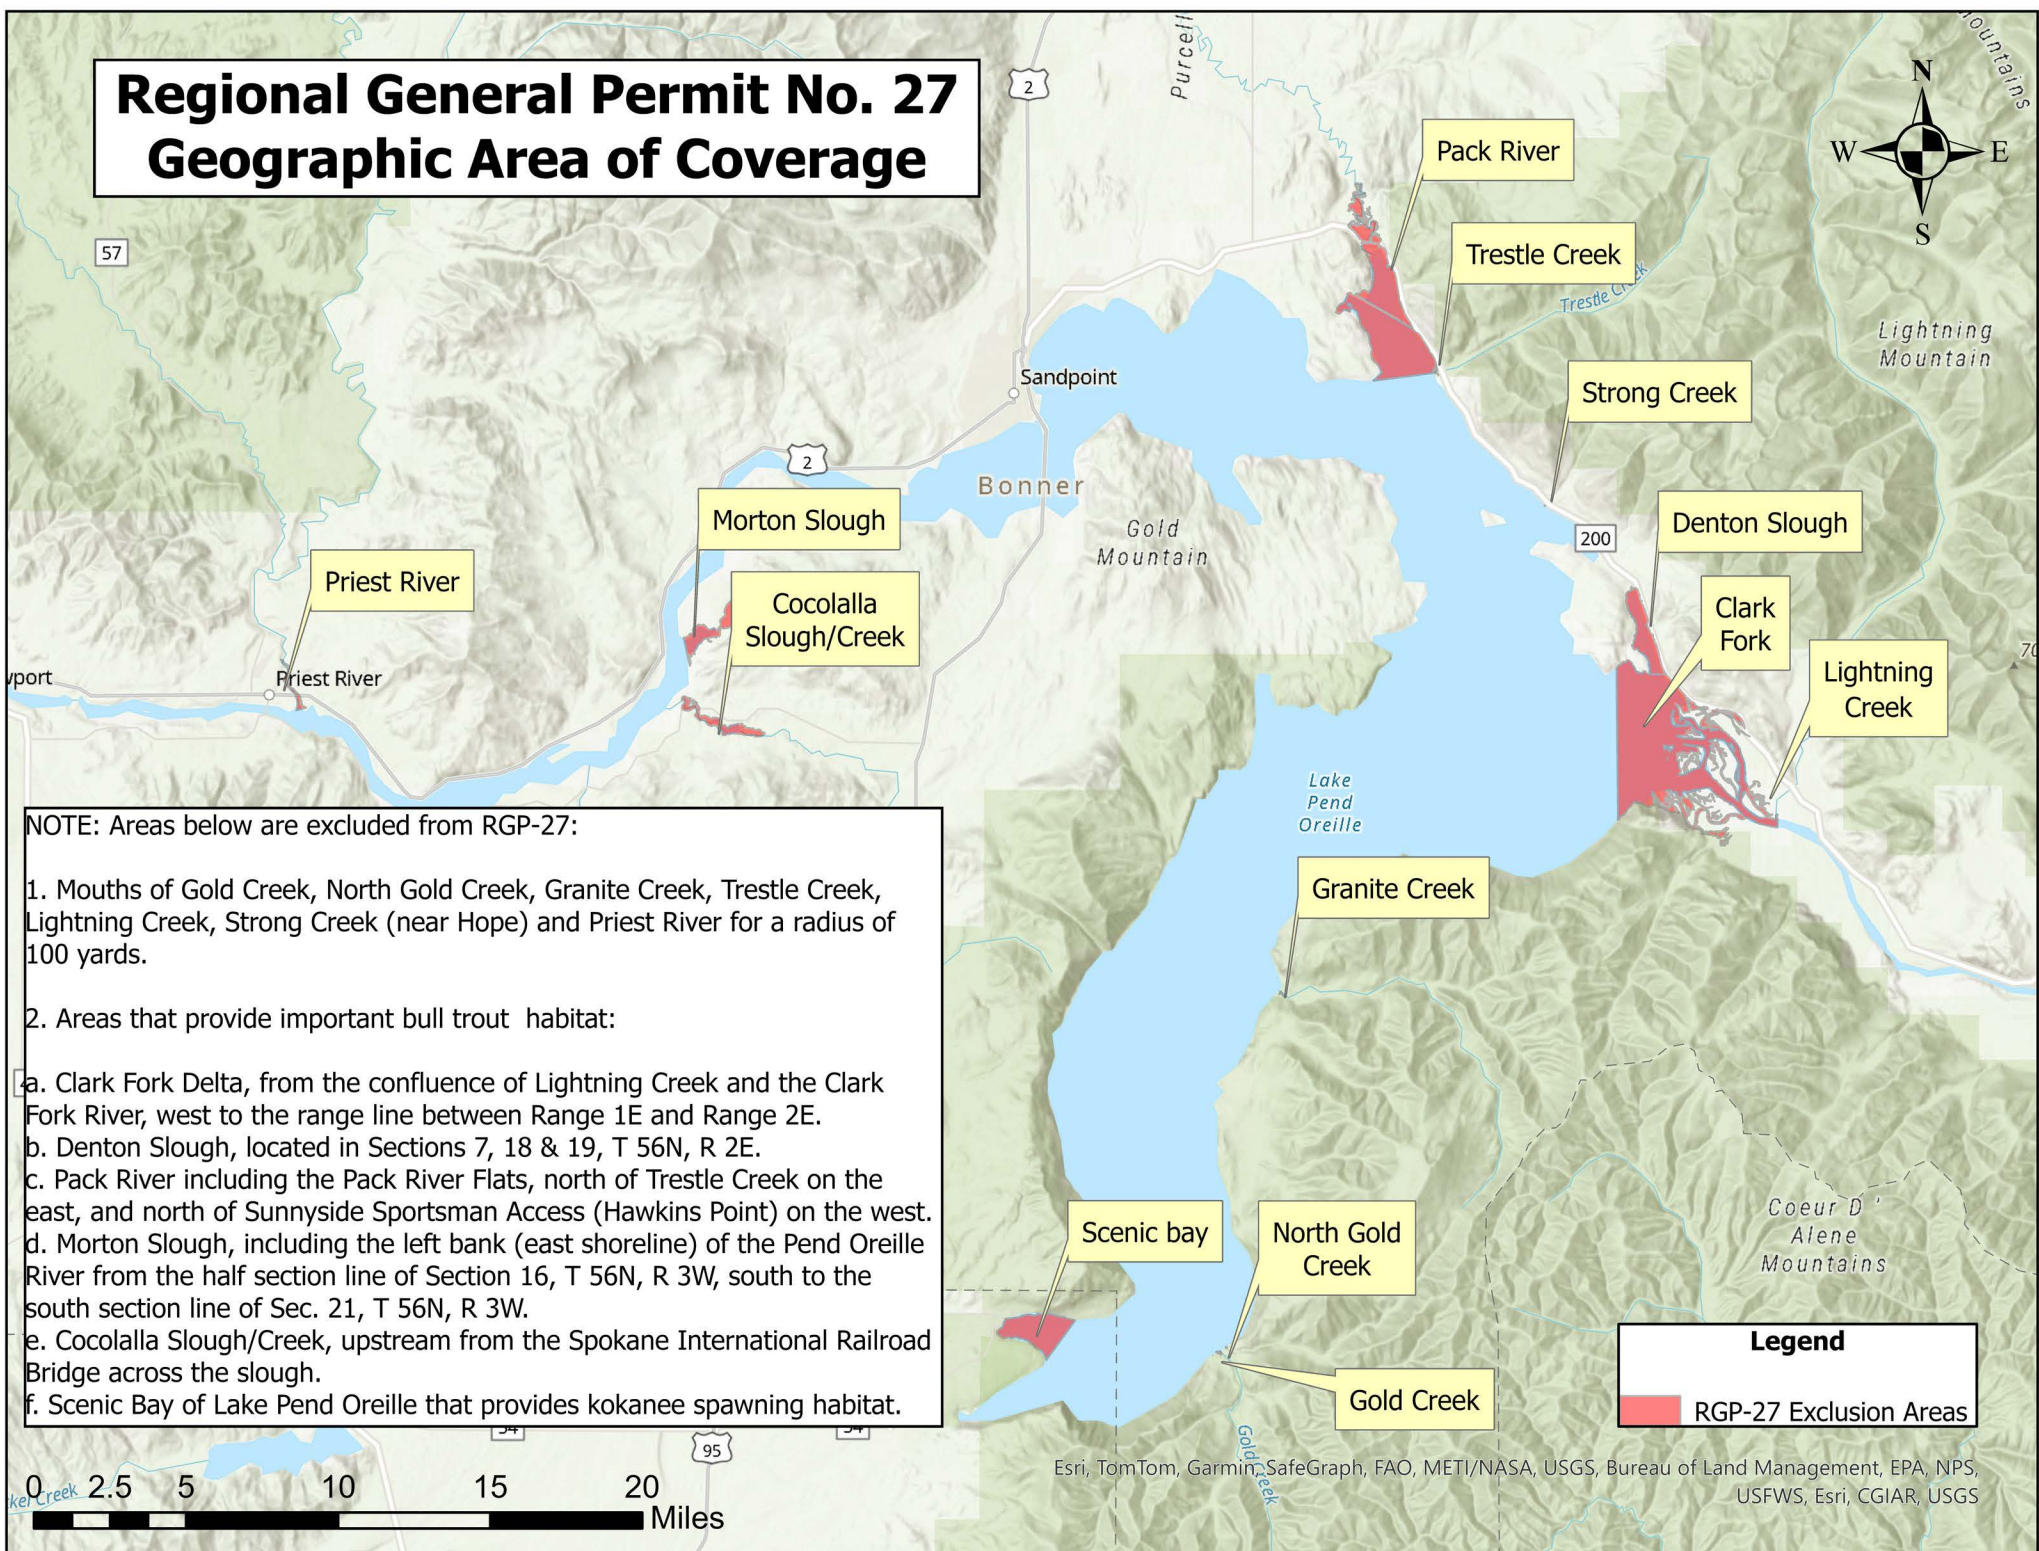 Regional General Permit No. 27
Geographic Area of Coverage
Purcell
Mountains
N
W
E
S
2
57
Pack River
Trestle Creek
Trestle Creek
Lightning
Mountain
Sandpoint
Strong Creek
2
Bonner
Morton Slough
Gold
Mountain
200
Denton Slough
Priest River
Cocolalla
Slough/Creek
Clark
Fork
Lightning
Creek
Priest River
Lake
Pend
Oreille
NOTE: Areas below are excluded from RGP-27:
1. Mouths of Gold Creek, North Gold Creek, Granite Creek, Trestle Creek,
Lightning Creek, Strong Creek (near Hope) and Priest River for a radius of
100 yards.
2. Areas that provide important bull trout  habitat:
a. Clark Fork Delta, from the confluence of Lightning Creek and the Clark
Fork River, west to the range line between Range 1E and Range 2E.
b. Denton Slough, located in Sections 7, 18 & 19, T 56N, R 2E.
c. Pack River including the Pack River Flats, north of Trestle Creek on the
east, and north of Sunnyside Sportsman Access (Hawkins Point) on the west.
d. Morton Slough, including the left bank (east shoreline) of the Pend Oreille
River from the half section line of Section 16, T 56N, R 3W, south to the
south section line of Sec. 21, T 56N, R 3W.
e. Cocolalla Slough/Creek, upstream from the Spokane International Railroad
Bridge across the slough.
f. Scenic Bay of Lake Pend Oreille that provides kokanee spawning habitat.
Granite Creek
Scenic bay
North Gold
Creek
Coeur D '
Alene
Mountains
Gold Creek
Gold Creek
Legend
RGP-27 Exclusion Areas
95
0 2.5 5 10 15 20
Miles
Esri, TomTom, Garmin, SafeGraph, FAO, METI/NASA, USGS, Bureau of Land Management, EPA, NPS,
USFWS, Esri, CGIAR, USGS